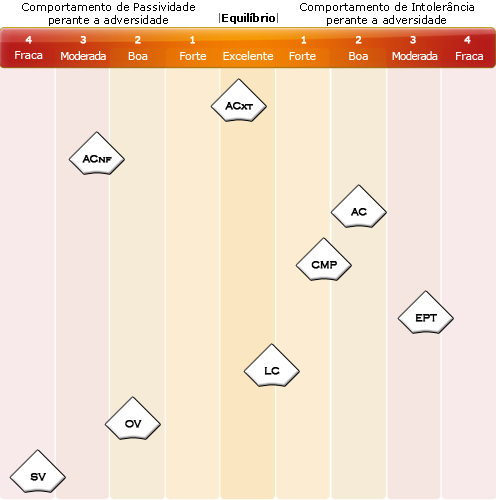 Comportamento de Passividade
perante a adversidade
|Equilíbrio|
Comportamento de Intolerância
perante a adversidade
4 3 2 1 1 2 3 4
Fraca Moderada Boa Forte Excelente Forte Boa Moderada Fraca
ACXT
ACNF
AC
CMP
EPT
LC
OV
SV